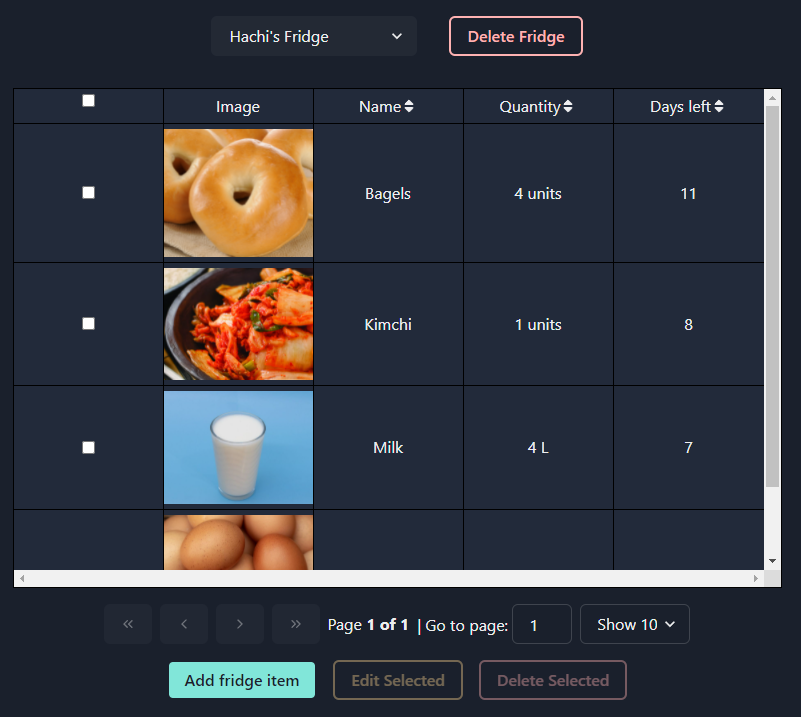 Hachi's Fridge Delete Fridge
Image Name Quantity Days left
Bagels 4 units 11
Kimchi 1 units 8
Milk 4 L 7
« < > » Page 1 of 1 | Go to page: 1 Show 10
Add fridge item Edit Selected Delete Selected